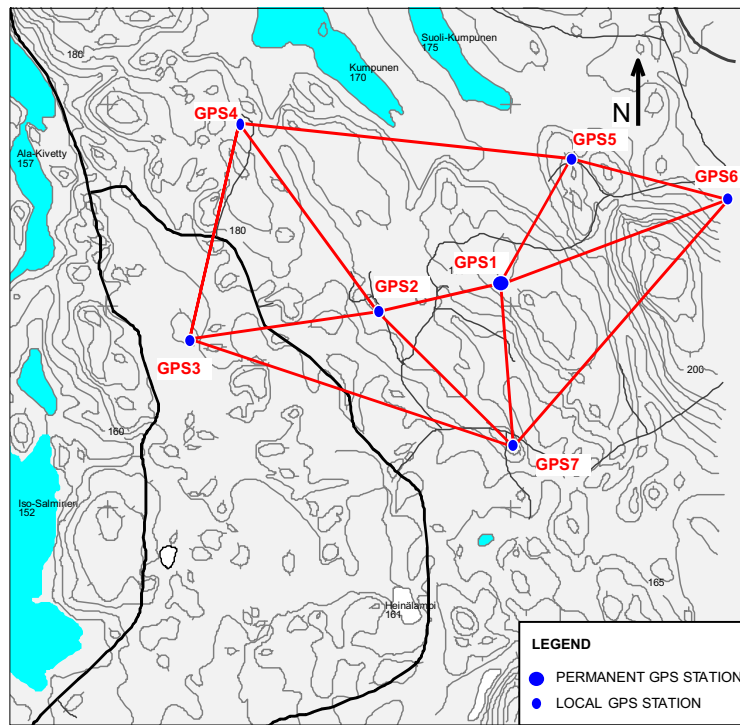 Suoli-Kumpunen
175
180
Kumpunen
170
N
GPS4
GPS5
Ala-Kivetty
157
GPS6
180
GPS1
1
GPS2
GPS3
200
160
GPS7
Iso-Salminen
152
165
Heinälampi
161
LEGEND
PERMANENT GPS STATION
LOCAL GPS STATION